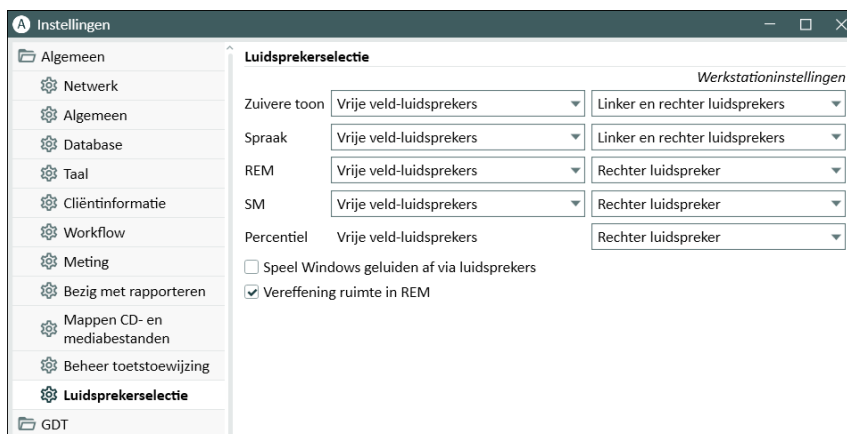 A Instellingen
Algemeen
Netwerk
Algemeen
Database
Taal
Cliëntinformatie
Workflow
Meting
Bezig met rapporteren
Mappen CD- en
mediabestanden
Beheer toetstoewijzing
Luidsprekerselectie
GDT
Luidsprekerselectie
Werkstationinstellingen
Zuivere toon Vrije veld-luidsprekers Linker en rechter luidsprekers
Spraak Vrije veld-luidsprekers Linker en rechter luidsprekers
REM Vrije veld-luidsprekers Rechter luidspreker
SM Vrije veld-luidsprekers Rechter luidspreker
Percentiel Vrije veld-luidsprekers Rechter luidspreker
Speel Windows geluiden af via luidsprekers
Vereffening ruimte in REM